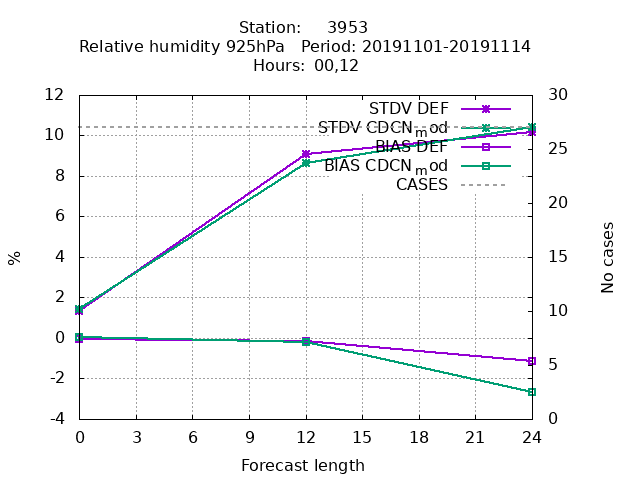 Station: 3953
Relative humidity 925hPa Period: 20191101-20191114
Hours: 00,12
STDV DEF
STDV CDCNmod
BIAS DEF
BIAS CDCNmod
CASES
12
10
8
6
4
2
0
-2
-4
%
30
25
20
15
10
5
0
No cases
0 3 6 9 12 15 18 21 24
Forecast length